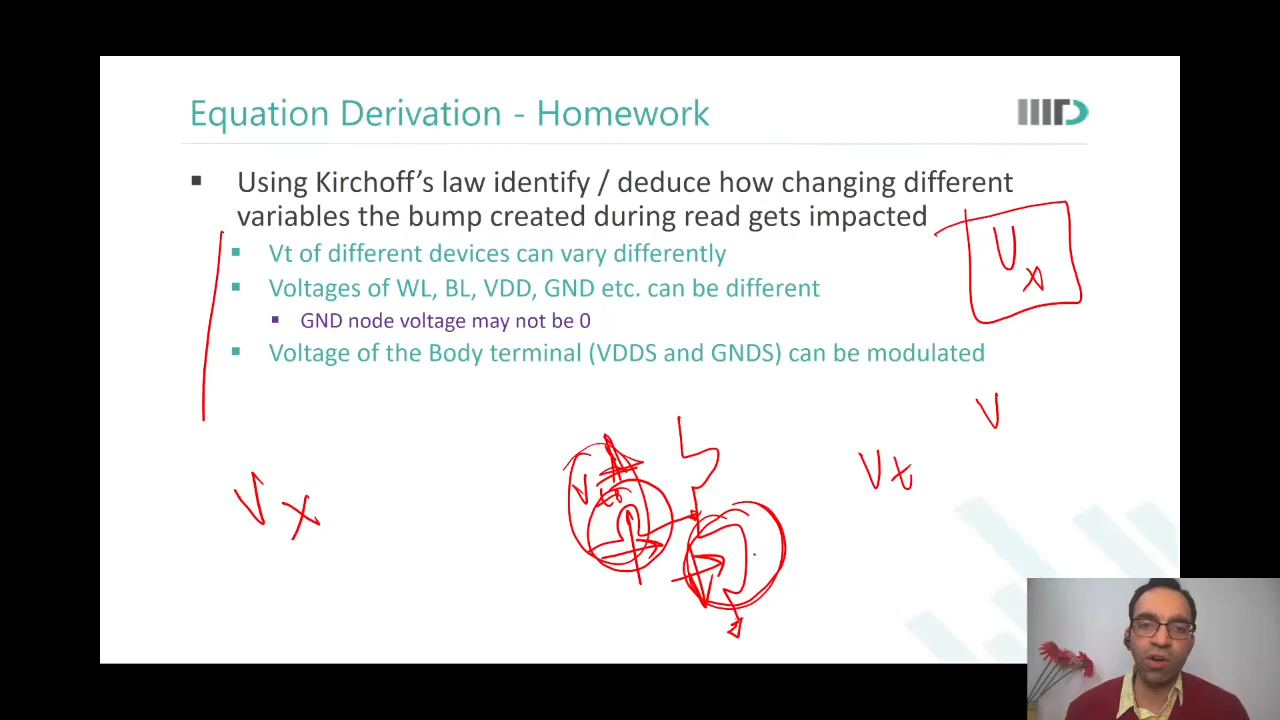 Equation Derivation - Homework
IIITD
Using Kirchoff's law identify / deduce how changing different
variables the bump created during read gets impacted
Vt of different devices can vary differently
Voltages of WL, BL, VDD, GND etc. can be different
GND node voltage may not be 0
Voltage of the Body terminal (VDDS and GNDS) can be modulated
Vx
V
Vt
Vx